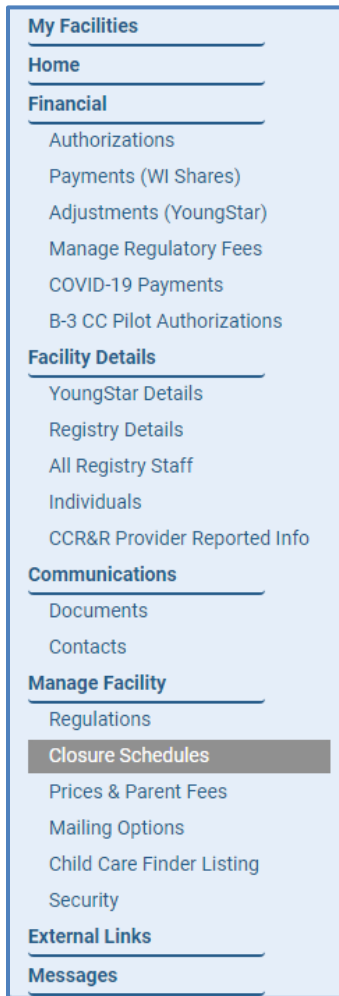 My Facilities
Home
Financial
Authorizations
Payments (WI Shares)
Adjustments (YoungStar)
Manage Regulatory Fees
COVID-19 Payments
B-3 CC Pilot Authorizations
Facility Details
YoungStar Details
Registry Details
All Registry Staff
Individuals
CCR&R Provider Reported Info
Communications
Documents
Contacts
Manage Facility
Regulations
Closure Schedules
Prices & Parent Fees
Mailing Options
Child Care Finder Listing
Security
External Links
Messages